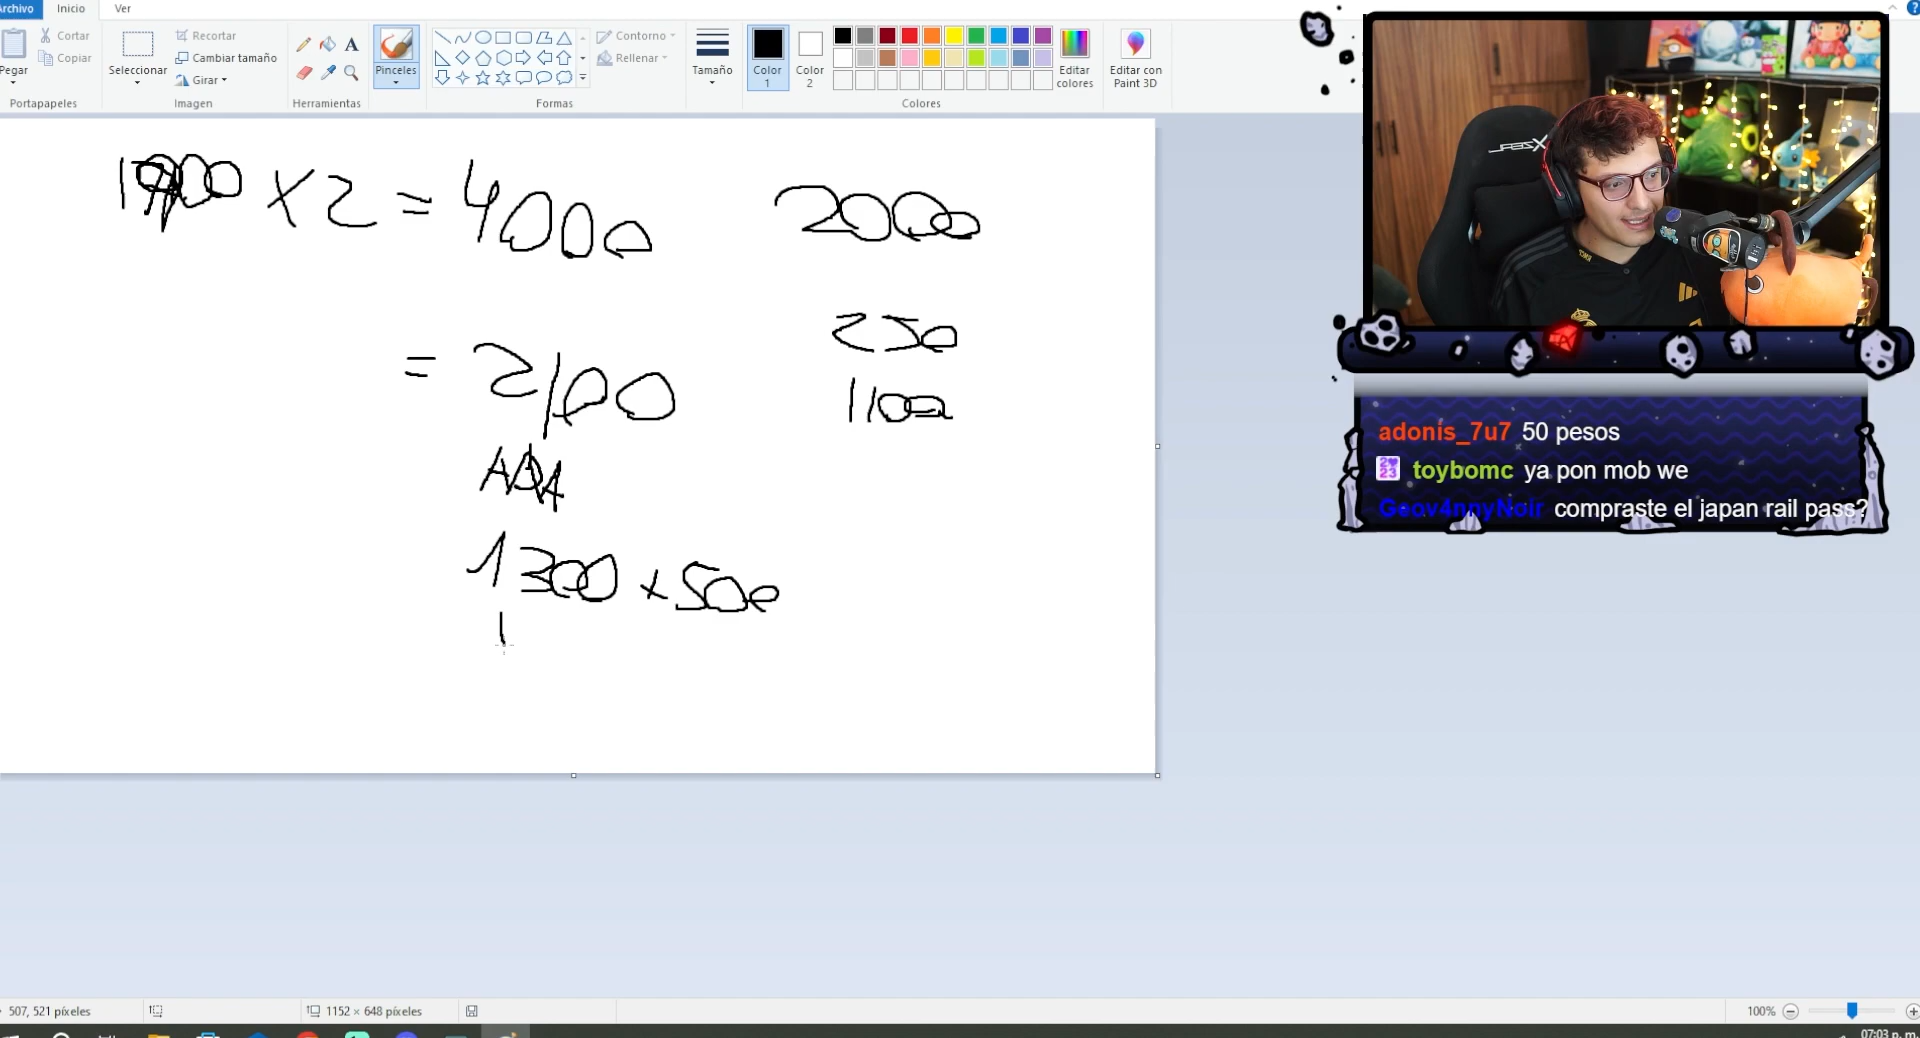 Archivo Inicio Ver
Pegar
Cortar
Copiar
Portapapeles
Seleccionar
Recortar
Cambiar tamaño
Girar
Imagen
A
Herramientas
Pinceles
Contorno
Rellenar
Formas
Tamaño
Color 1
Color 2
Editar colores
Colores
Editar con Paint 3D
X2 = 4000
2000
250
= 2100
1100
1300 + 500
1
adonis_7u7 50 pesos
toybomc ya pon mob we
Geov4nnyNoir compraste el japan rail pass?
507, 521 píxeles
1152 × 648 píxeles
100%
07:03 p. m.